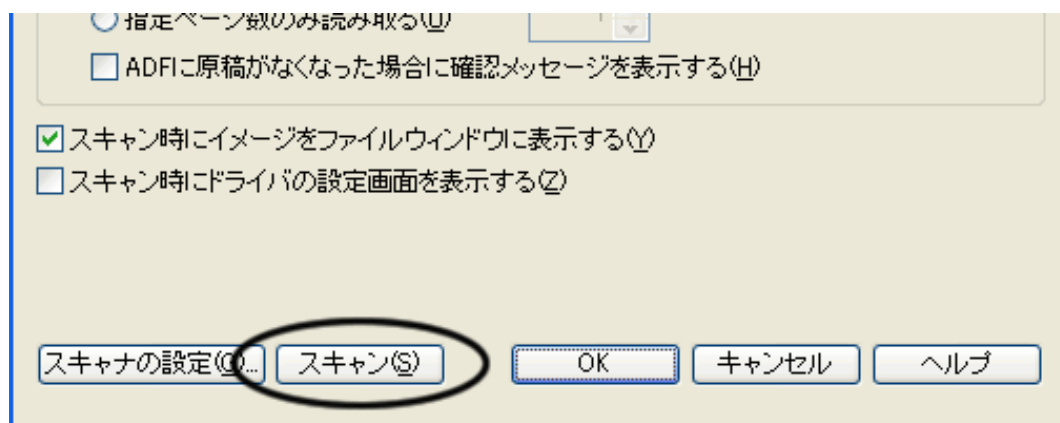 指定ページ数のみ読み取る(U) 1
ADFに原稿がなくなった場合に確認メッセージを表示する(H)
スキャン時にイメージをファイルウィンドウに表示する(Y)
スキャン時にドライバの設定画面を表示する(Z)
スキャナの設定(C)... スキャン(S) OK キャンセル ヘルプ